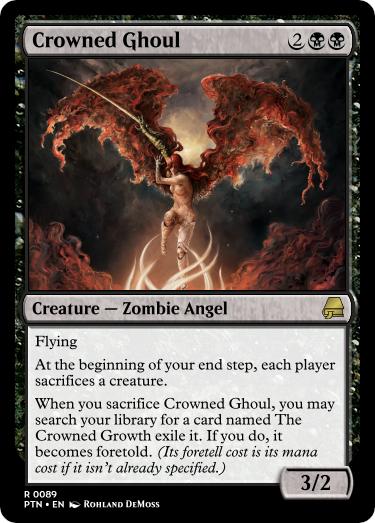 Crowned Ghoul 2
Creature — Zombie Angel
Flying
At the beginning of your end step, each player
sacrifices a creature.
When you sacrifice Crowned Ghoul, you may
search your library for a card named The
Crowned Growth exile it. If you do, it
becomes foretold. (Its foretell cost is its mana
cost if it isn't already specified.)
3/2
R 0089
PTN • EN Rohland DeMoss